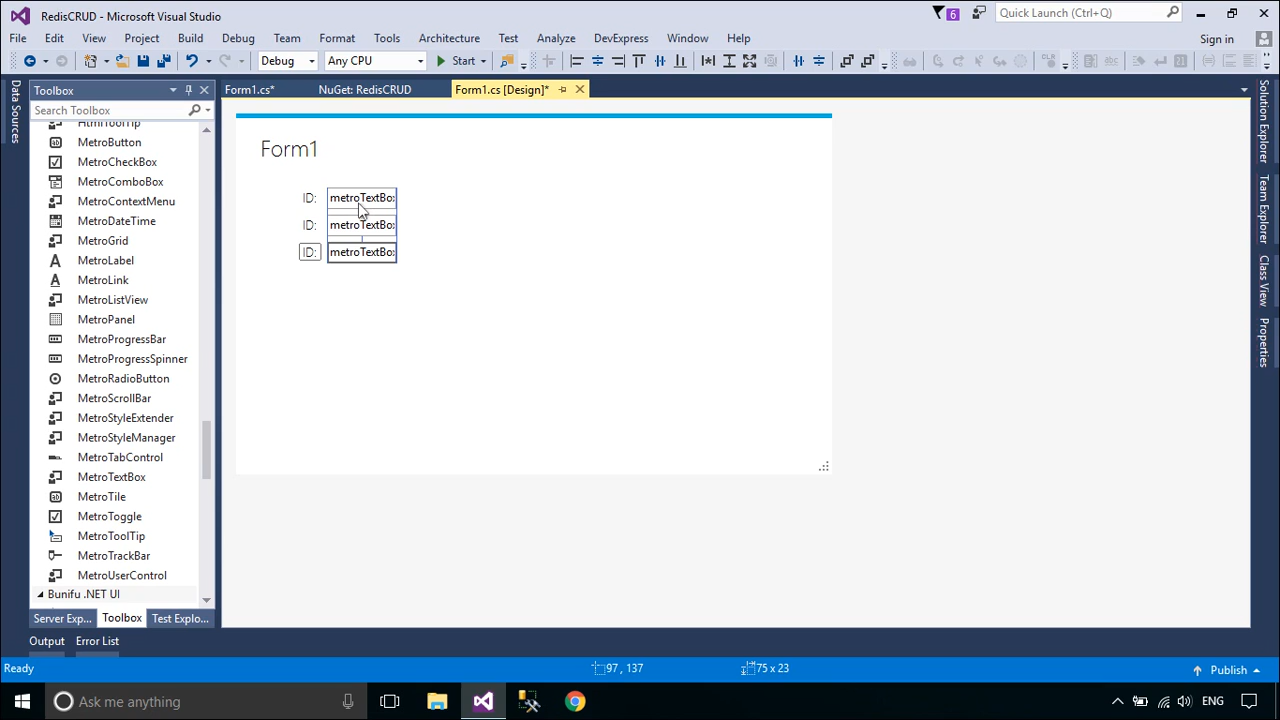 RedisCRUD - Microsoft Visual Studio
6
Quick Launch (Ctrl+Q)
File Edit View Project Build Debug Team Format Tools Architecture Test Analyze DevExpress Window Help
Sign in
Debug Any CPU Start
Data Sources
Toolbox
Form1.cs* NuGet: RedisCRUD Form1.cs [Design]*
Search Toolbox
HtmlToolTip
MetroButton
MetroCheckBox
MetroComboBox
MetroContextMenu
MetroDateTime
MetroGrid
MetroLabel
MetroLink
MetroListView
MetroPanel
MetroProgressBar
MetroProgressSpinner
MetroRadioButton
MetroScrollBar
MetroStyleExtender
MetroStyleManager
MetroTabControl
MetroTextBox
MetroTile
MetroToggle
MetroToolTip
MetroTrackBar
MetroUserControl
Bunifu .NET UI
Server Exp... Toolbox Test Explo...
Form1
ID: metroTextBo
ID: metroTextBo
ID: metroTextBo
Solution Explorer
Team Explorer
Class View
Properties
Output Error List
Ready 97 , 137 75 x 23 Publish
Ask me anything
ENG